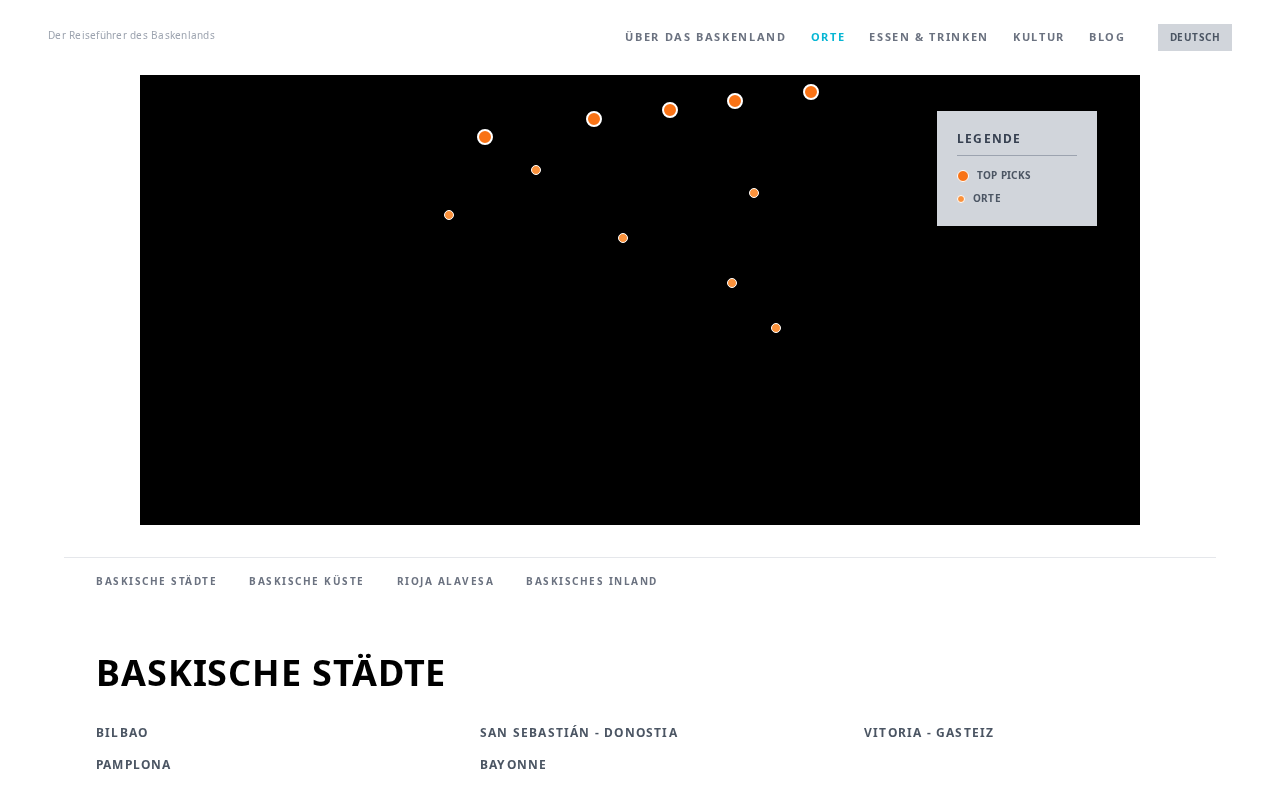 Der Reiseführer des Baskenlands
ÜBER DAS BASKENLAND ORTE ESSEN & TRINKEN KULTUR BLOG DEUTSCH
LEGENDE
TOP PICKS
ORTE
BASKISCHE STÄDTE BASKISCHE KÜSTE RIOJA ALAVESA BASKISCHES INLAND
BASKISCHE STÄDTE
BILBAO SAN SEBASTIÁN - DONOSTIA VITORIA - GASTEIZ
PAMPLONA BAYONNE